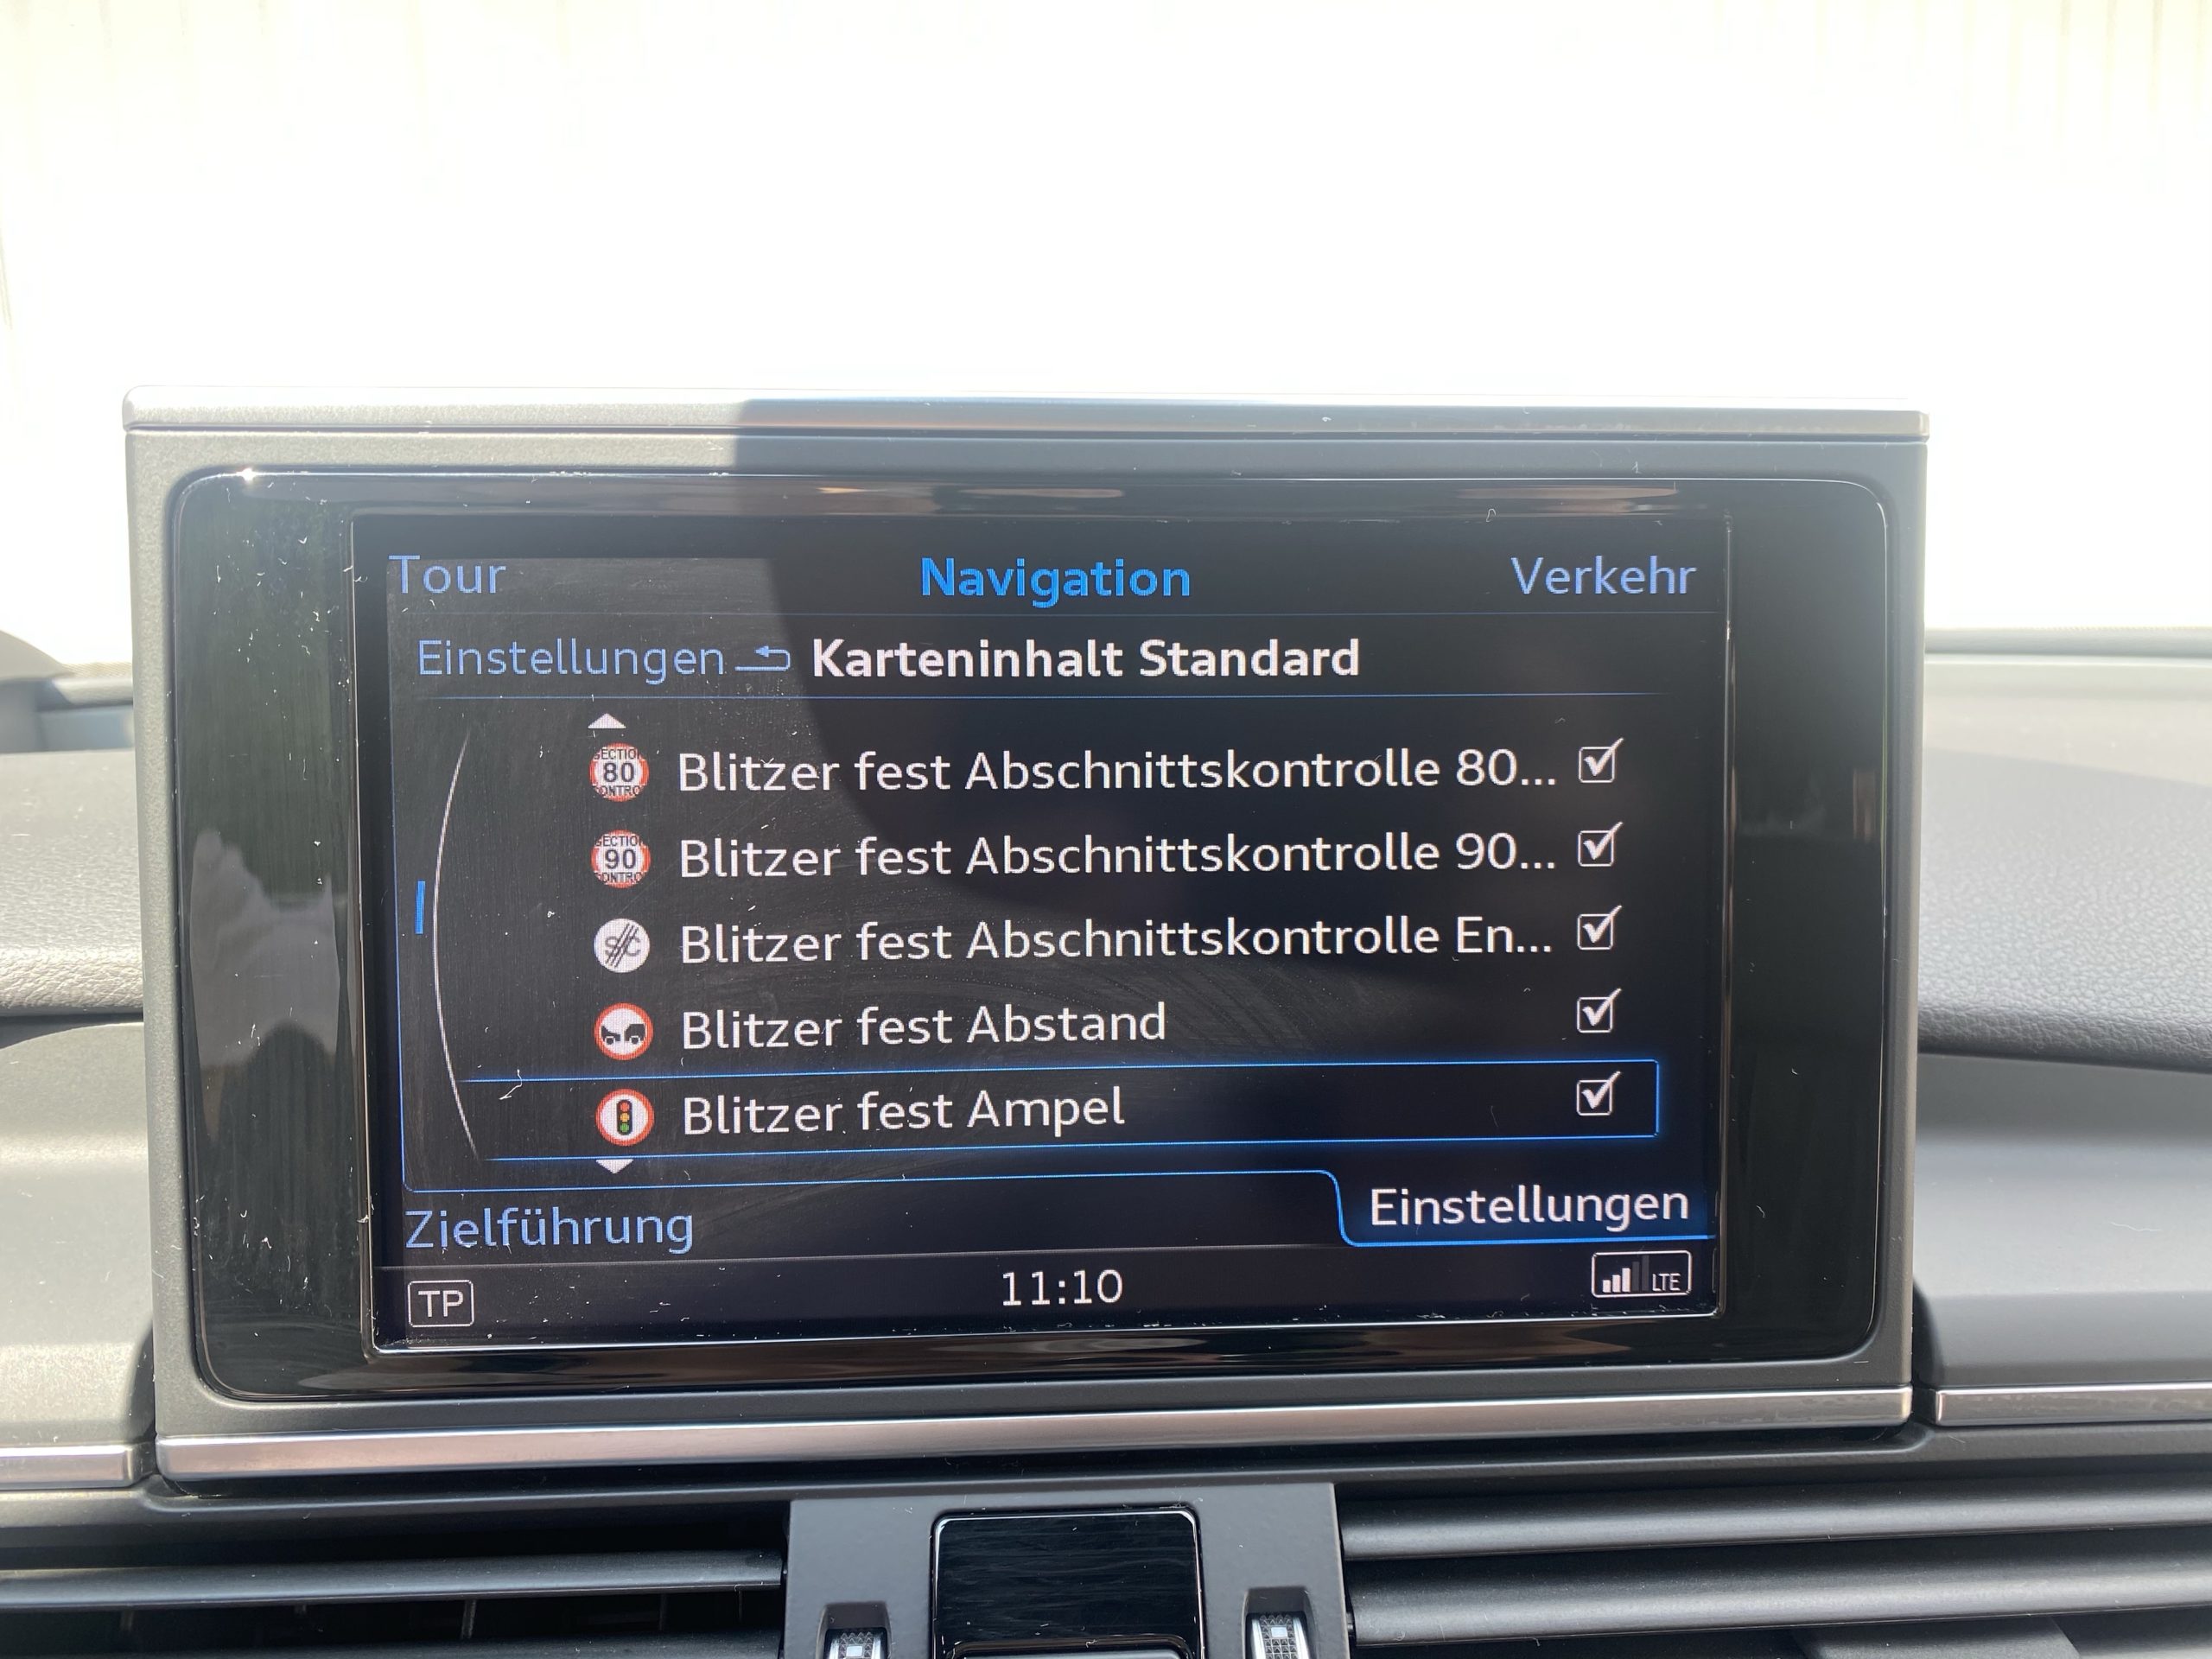 Tour Navigation Verkehr
Einstellungen Karteninhalt Standard
80 Blitzer fest Abschnittskontrolle 80...
90 Blitzer fest Abschnittskontrolle 90...
Blitzer fest Abschnittskontrolle En...
Blitzer fest Abstand
Blitzer fest Ampel
Zielführung Einstellungen
TP 11:10 LTE